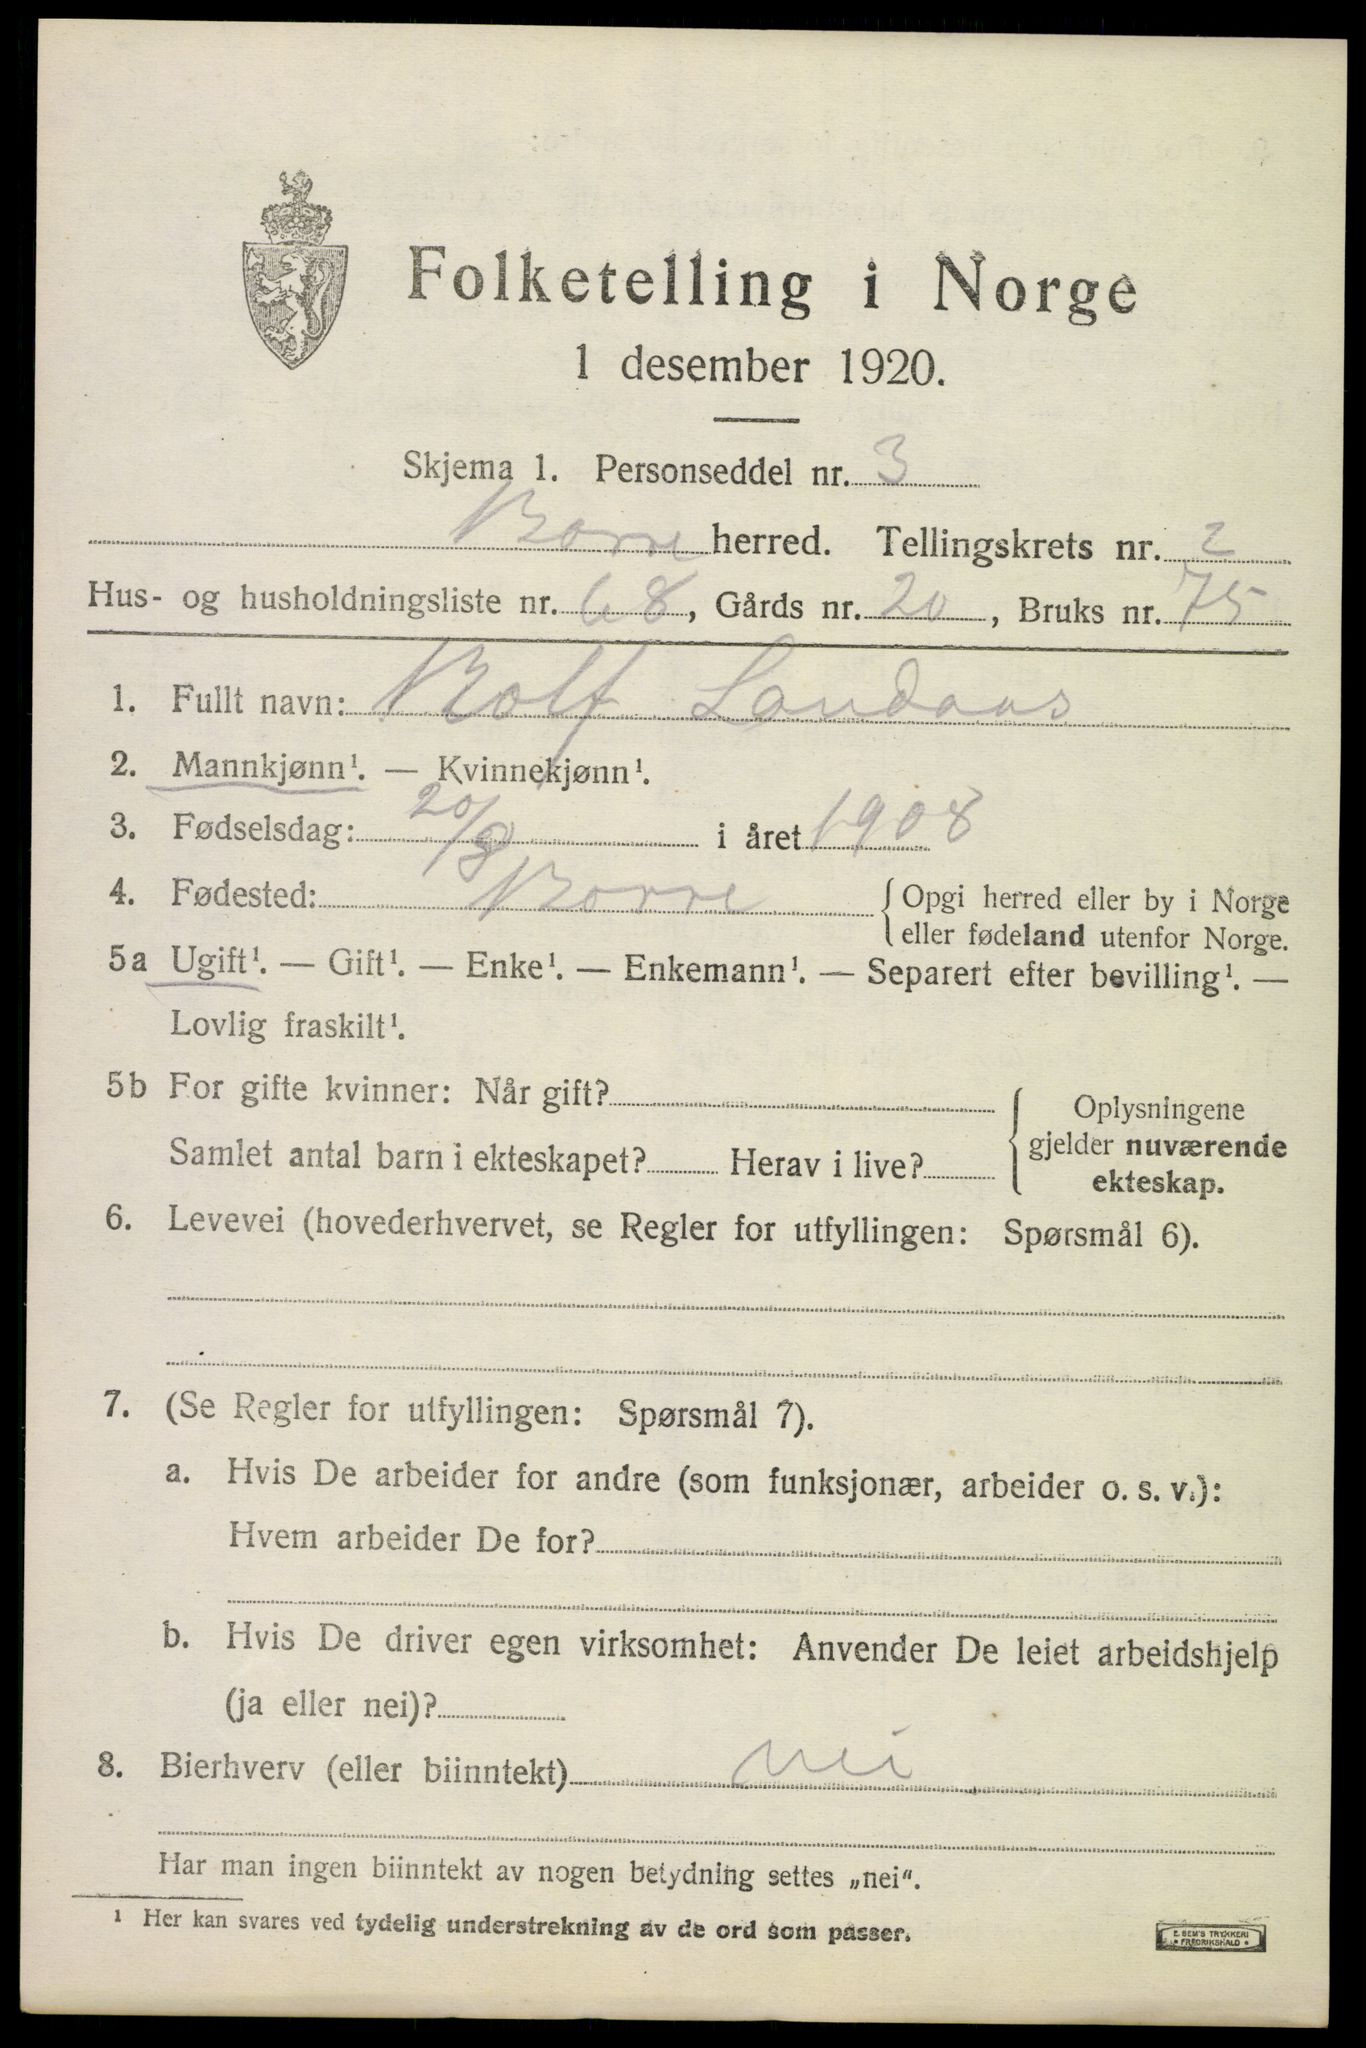 Folketelling i Norge
1 desember 1920.
Skjema 1. Personseddel nr. 3
Borre herred. Tellingskrets nr. 2
Hus- og husholdningsliste nr. 68, Gårds nr. 20, Bruks nr. 75
1. Fullt navn: Rolf Landaas
2. Mannkjønn¹. — Kvinnekjønn¹.
3. Fødselsdag: 20/8 i året 1908
4. Fødested: Borre { Opgi herred eller by i Norge
eller fødeland utenfor Norge.
5a Ugift¹. — Gift¹. — Enke¹. — Enkemann¹. — Separert efter bevilling¹. —
Lovlig fraskilt¹.
5b For gifte kvinner: Når gift?
Samlet antal barn i ekteskapet? Herav i live?
Oplysningene
gjelder nuværende
ekteskap.
6. Levevei (hovederhvervet, se Regler for utfyllingen: Spørsmål 6).
7. (Se Regler for utfyllingen: Spørsmål 7).
a. Hvis De arbeider for andre (som funksjonær, arbeider o. s. v.):
Hvem arbeider De for?
b. Hvis De driver egen virksomhet: Anvender De leiet arbeidshjelp
(ja eller nei)?
8. Bierhverv (eller biinntekt) nei
Har man ingen biinntekt av nogen betydning settes „nei“.
¹ Her kan svares ved tydelig understrekning av de ord som passer.
E. SEM'S TRYKKERI
• FREDRIKSHALD •